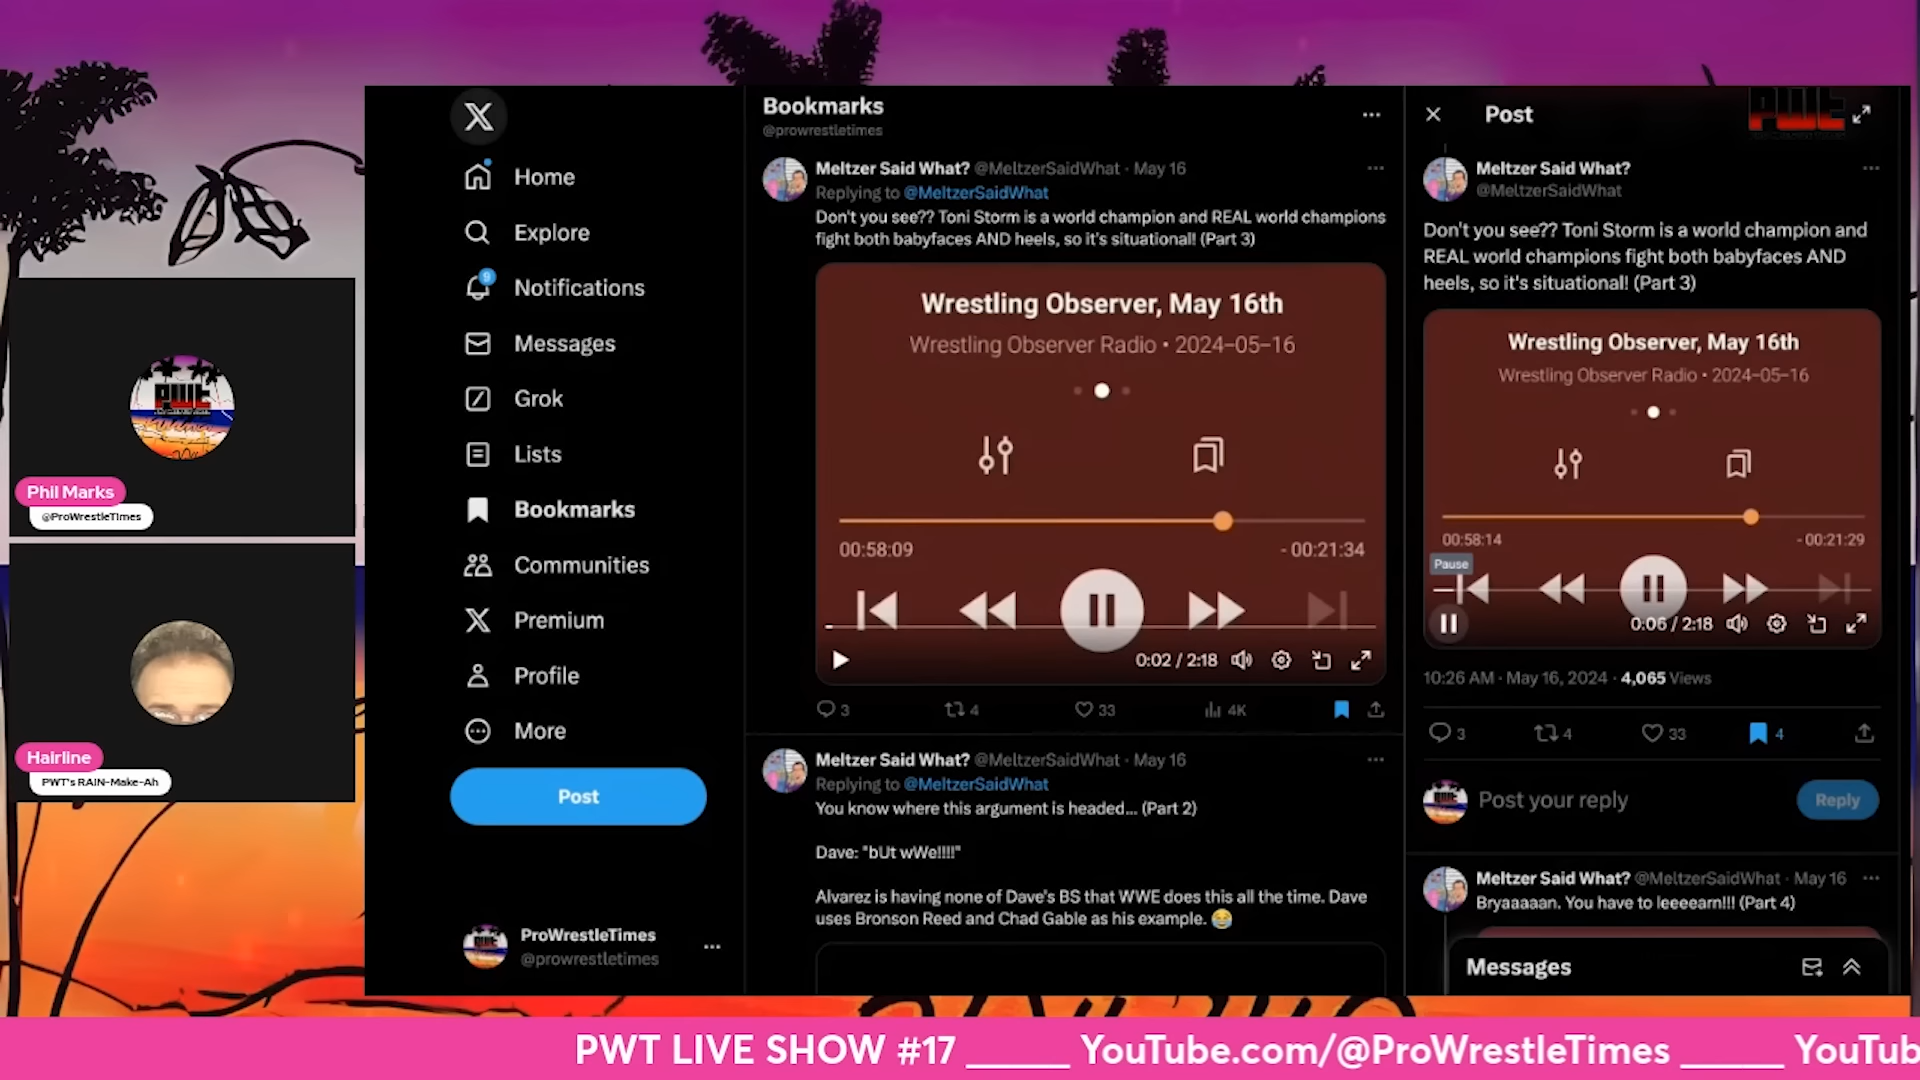 Phil Marks
@ProWrestleTimes
Hairline
PWT's RAIN-Make-Ah
Home
Explore
9
Notifications
Messages
Grok
Lists
Bookmarks
Communities
Premium
Profile
More
Post
ProWrestleTimes
@prowrestletimes
Bookmarks
@prowrestletimes
Meltzer Said What? @MeltzerSaidWhat · May 16
Replying to @MeltzerSaidWhat
Don't you see?? Toni Storm is a world champion and REAL world champions
fight both babyfaces AND heels, so it's situational! (Part 3)
Wrestling Observer, May 16th
Wrestling Observer Radio • 2024-05-16
00:58:09 - 00:21:34
0:02 / 2:18
3 4 33 4K
Meltzer Said What? @MeltzerSaidWhat · May 16
Replying to @MeltzerSaidWhat
You know where this argument is headed... (Part 2)
Dave: "bUt wWe!!!!"
Alvarez is having none of Dave's BS that WWE does this all the time. Dave
uses Bronson Reed and Chad Gable as his example. 😂
Post
PWT
Meltzer Said What?
@MeltzerSaidWhat
Don't you see?? Toni Storm is a world champion and
REAL world champions fight both babyfaces AND
heels, so it's situational! (Part 3)
Wrestling Observer, May 16th
Wrestling Observer Radio • 2024-05-16
00:58:14 - 00:21:29
Pause
0:06 / 2:18
10:26 AM · May 16, 2024 · 4,065 Views
3 4 33 4
Post your reply
Reply
Meltzer Said What? @MeltzerSaidWhat · May 16
Bryaaaaan. You have to leeeearn!!! (Part 4)
Messages
PWT LIVE SHOW #17 _____ YouTube.com/@ProWrestleTimes _____ YouTub